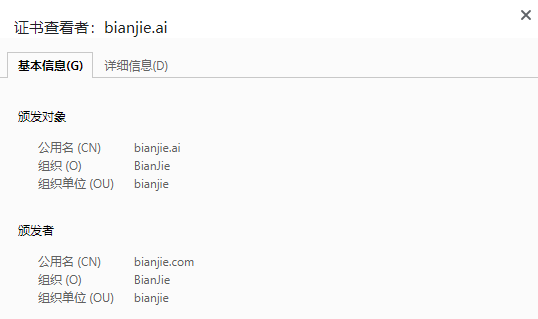 证书查看者：bianjie.ai
基本信息(G) 详细信息(D)
颁发对象
公用名 (CN) bianjie.ai
组织 (O) BianJie
组织单位 (OU) bianjie
颁发者
公用名 (CN) bianjie.com
组织 (O) BianJie
组织单位 (OU) bianjie